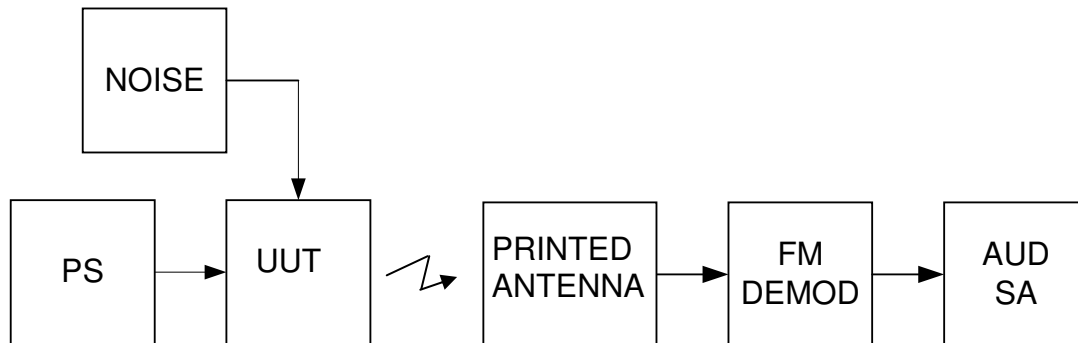 NOISE
PS
UUT
PRINTED
ANTENNA
FM
DEMOD
AUD
SA